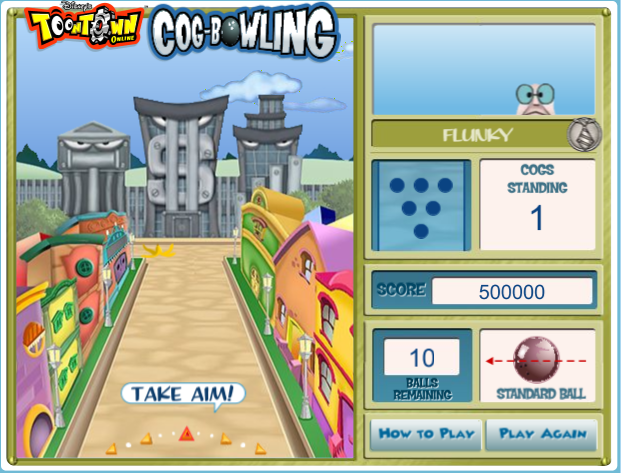 Disney's
TOONTOWN
ONLINE
COG-BOWLING
FLUNKY
COGS
STANDING
1
SCORE
500000
10
BALLS
REMAINING
STANDARD BALL
TAKE AIM!
HOW TO PLAY
PLAY AGAIN